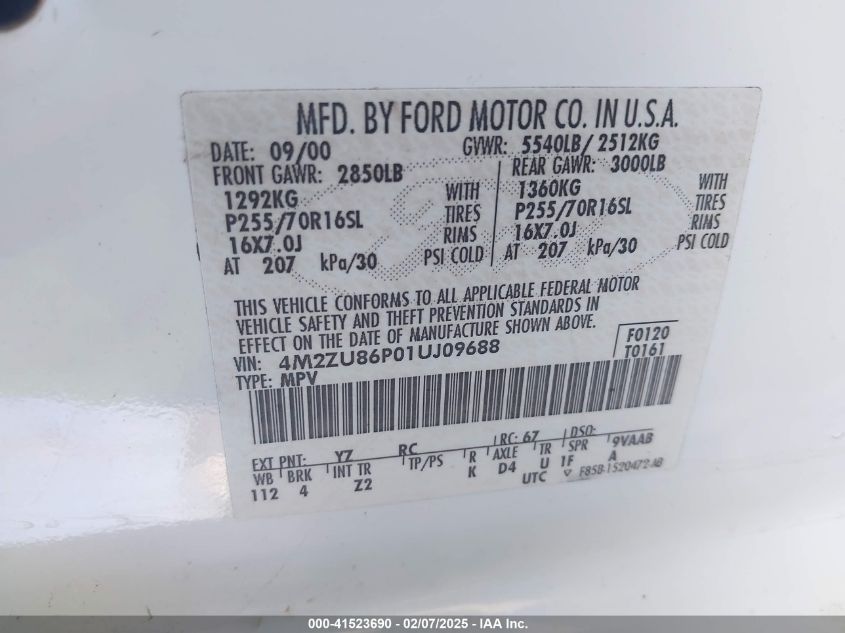 MFD. BY FORD MOTOR CO. IN U.S.A.
DATE: 09/00 GVWR: 5540LB/ 2512KG
FRONT GAWR: 2850LB REAR GAWR: 3000LB
1292KG WITH 1360KG WITH
P255/70R16SL TIRES P255/70R16SL TIRES
16X7.0J RIMS 16X7.0J RIMS
AT 207 kPa/30 PSI COLD AT 207 kPa/30 PSI COLD
THIS VEHICLE CONFORMS TO ALL APPLICABLE FEDERAL MOTOR
VEHICLE SAFETY AND THEFT PREVENTION STANDARDS IN
EFFECT ON THE DATE OF MANUFACTURE SHOWN ABOVE.
VIN: 4M2ZU86P01UJ09688 F0120
TYPE: MPV T0161
EXT PNT: YZ RC RC: 67 DSO: 9VAAB
WB BRK INT TR TP/PS R AXLE TR SPR A
112 4 Z2 K D4 U 1F
UTC ▽ F85B-1520472-AB
000-41523690 - 02/07/2025 - IAA Inc.